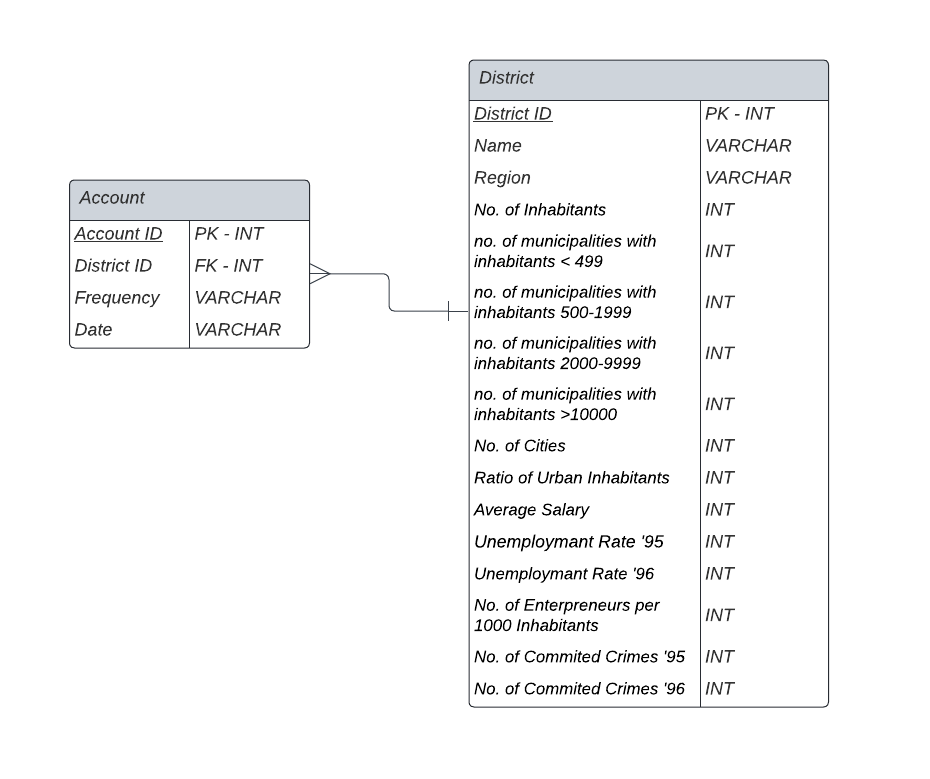 District
District ID PK - INT
Name VARCHAR
Region VARCHAR
No. of Inhabitants INT
no. of municipalities with
inhabitants < 499 INT
no. of municipalities with
inhabitants 500-1999 INT
no. of municipalities with
inhabitants 2000-9999 INT
no. of municipalities with
inhabitants >10000 INT
No. of Cities INT
Ratio of Urban Inhabitants INT
Average Salary INT
Unemploymant Rate '95 INT
Unemploymant Rate '96 INT
No. of Enterpreneurs per
1000 Inhabitants INT
No. of Commited Crimes '95 INT
No. of Commited Crimes '96 INT
Account
Account ID PK - INT
District ID FK - INT
Frequency VARCHAR
Date VARCHAR